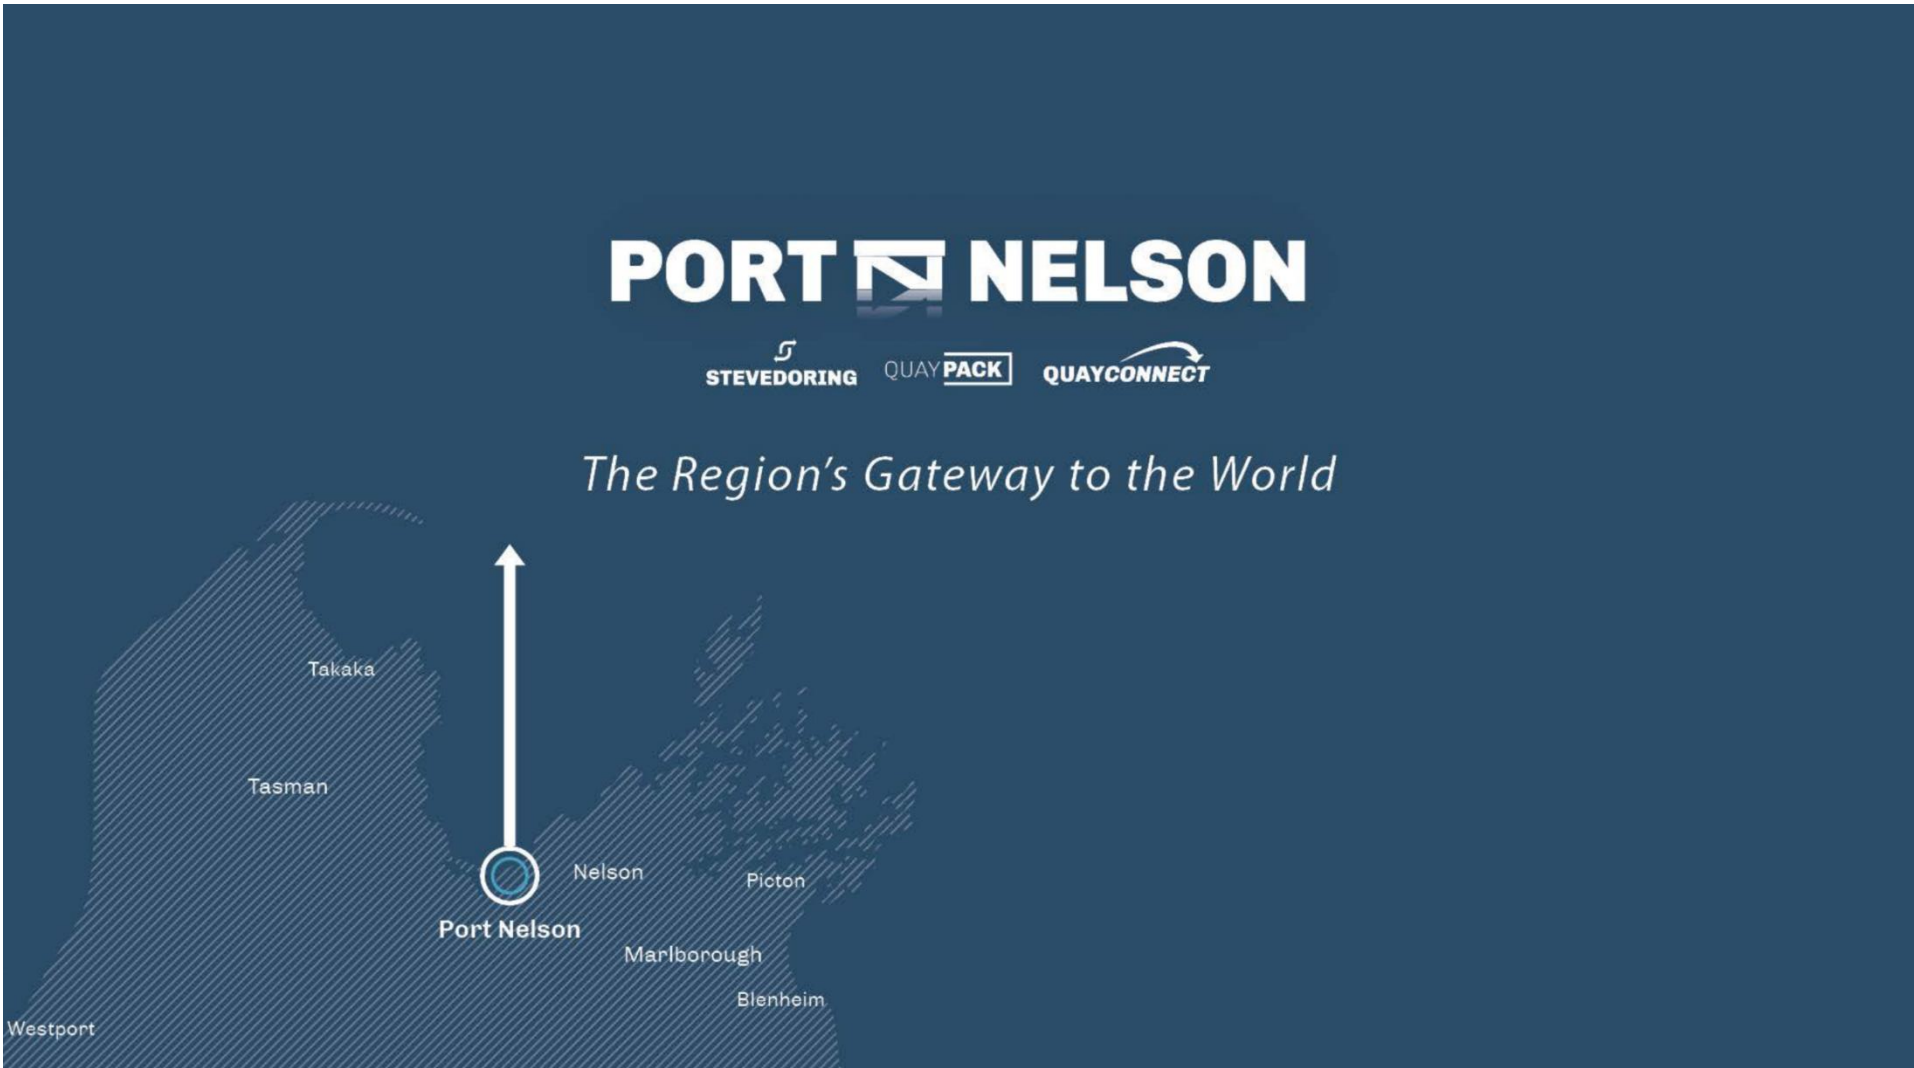 PORT NELSON
STEVEDORING QUAYPACK QUAYCONNECT
The Region's Gateway to the World
Takaka
Tasman
Nelson
Picton
Port Nelson
Marlborough
Blenheim
Westport